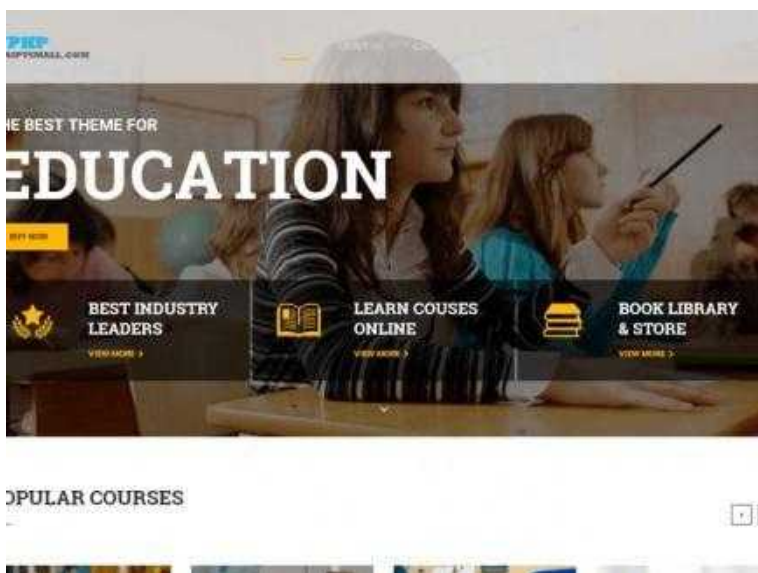 HE BEST THEME FOR
EDUCATION
BUY NOW
BEST INDUSTRY
LEADERS
VIEW MORE
LEARN COUSES
ONLINE
VIEW MORE
BOOK LIBRARY
& STORE
VIEW MORE
OPULAR COURSES